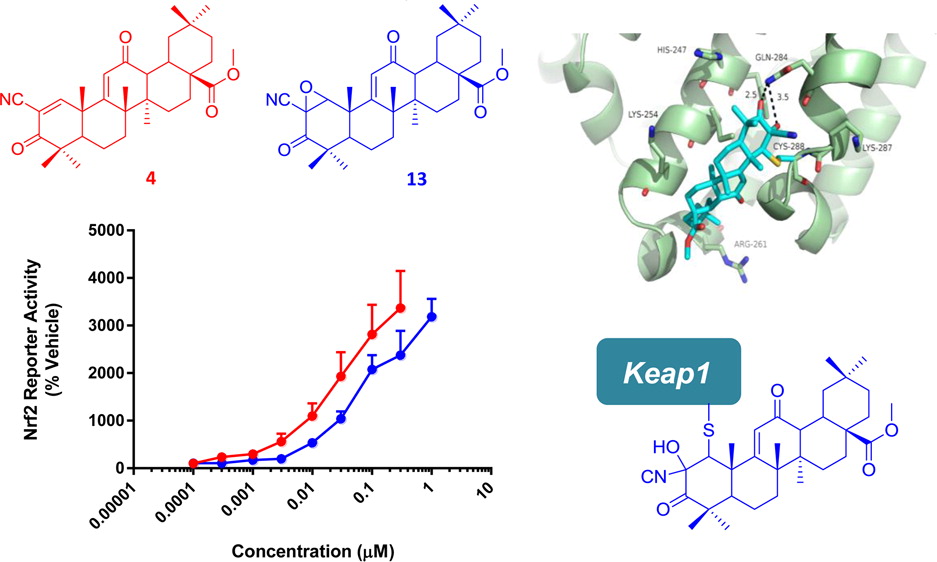 O
O
NC
O
O
4
O
O
O
NC
O
O
13
HIS-247
GLN-284
2.5
3.5
LYS-254
CYS-288
LYS-287
ARG-261
Nrf2 Reporter Activity
(% Vehicle)
5000
4000
3000
2000
1000
0
0.00001
0.0001
0.001
0.01
0.1
1
10
Concentration (μM)
Keap1
S
O
HO
O
CN
O
O